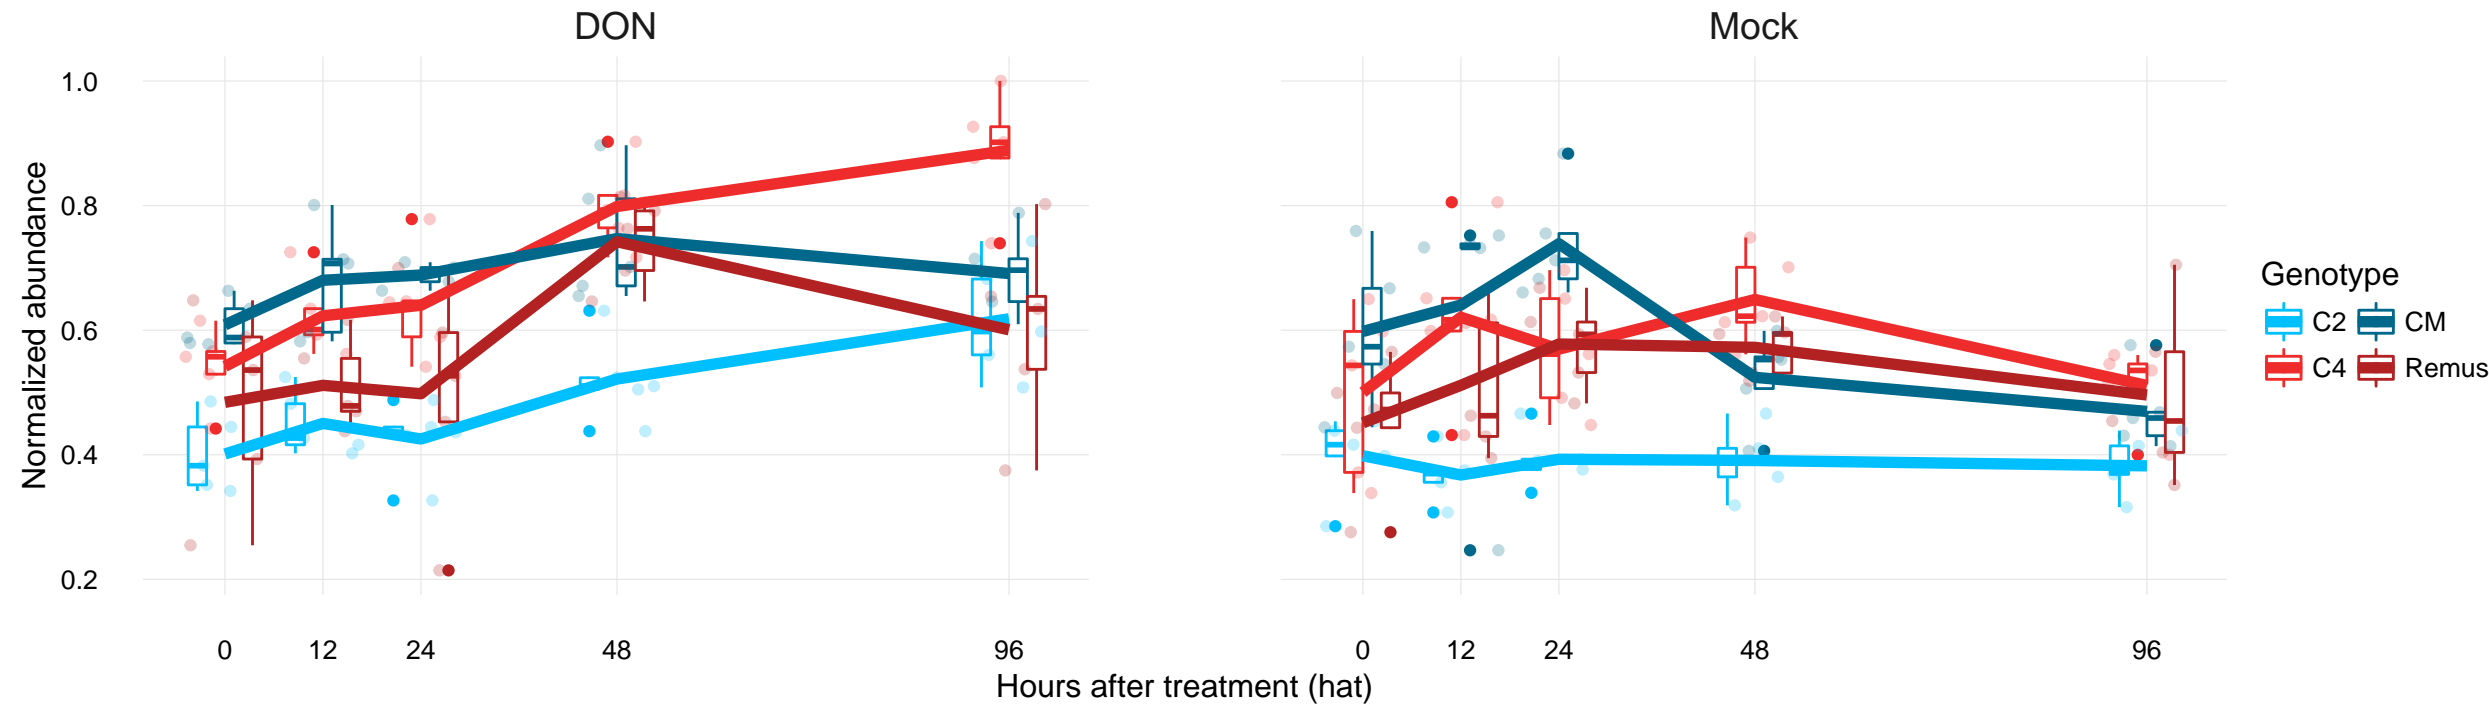 DON Mock
Normalized abundance
1.0
0.8
0.6
0.4
0.2
0 12 24 48 96 0 12 24 48 96
Hours after treatment (hat)
Genotype
C2 CM
C4 Remus